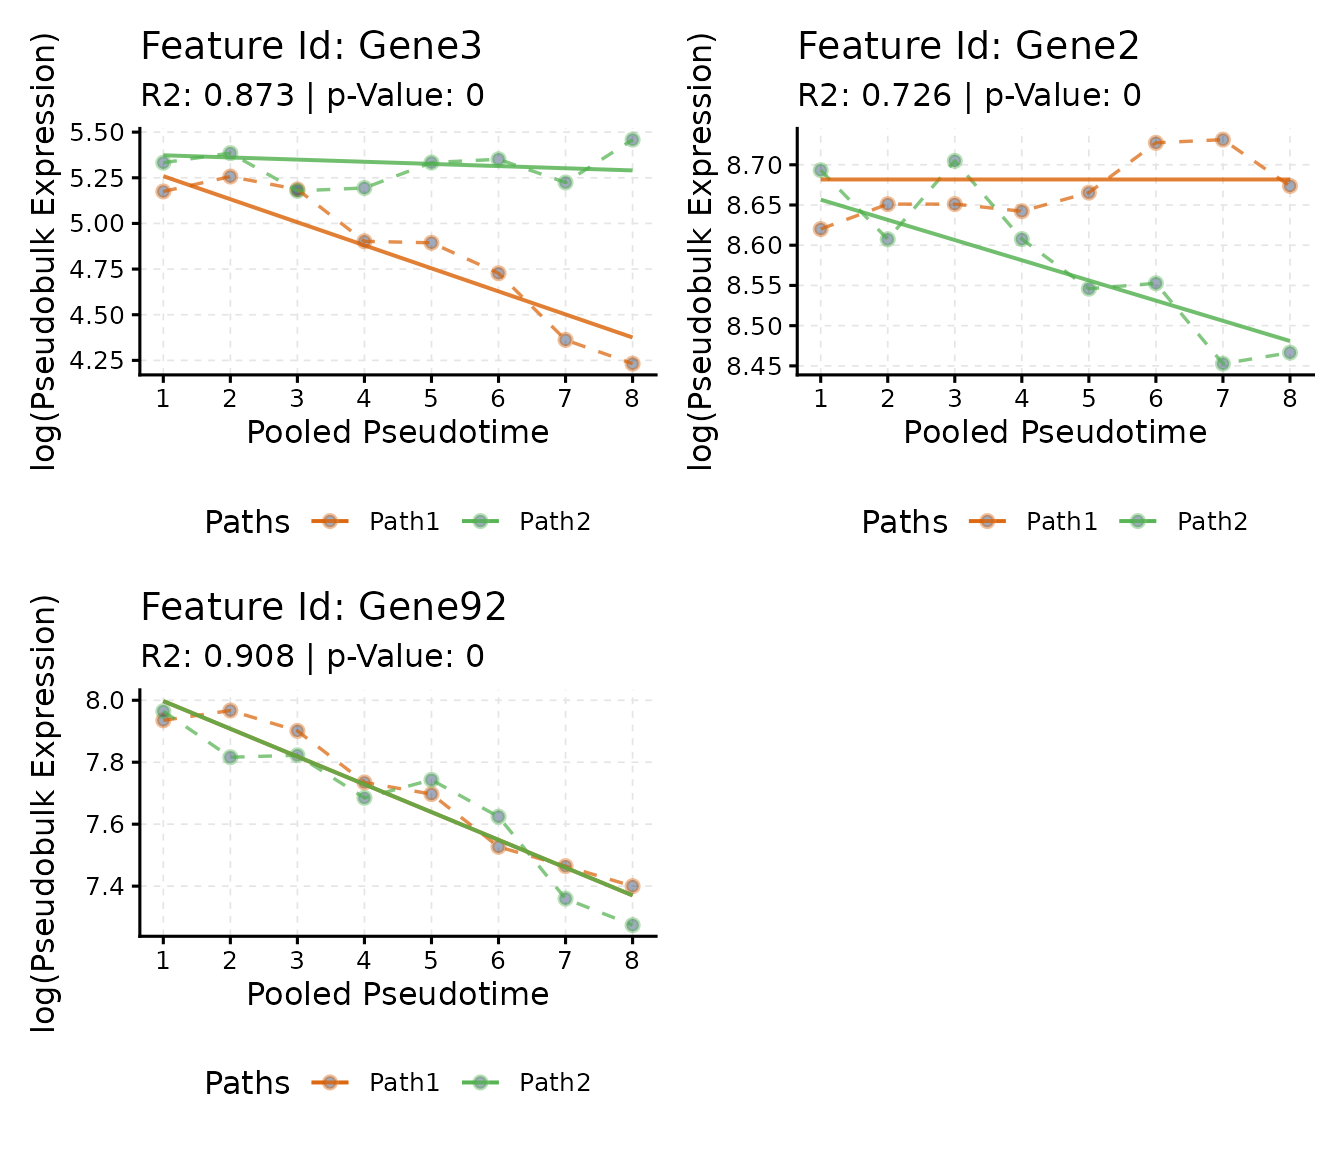 Feature Id: Gene3
R2: 0.873 | p-Value: 0
log(Pseudobulk Expression)
5.50
5.25
5.00
4.75
4.50
4.25
1 2 3 4 5 6 7 8
Pooled Pseudotime
Paths Path1 Path2
Feature Id: Gene2
R2: 0.726 | p-Value: 0
log(Pseudobulk Expression)
8.70
8.65
8.60
8.55
8.50
8.45
1 2 3 4 5 6 7 8
Pooled Pseudotime
Paths Path1 Path2
Feature Id: Gene92
R2: 0.908 | p-Value: 0
log(Pseudobulk Expression)
8.0
7.8
7.6
7.4
1 2 3 4 5 6 7 8
Pooled Pseudotime
Paths Path1 Path2